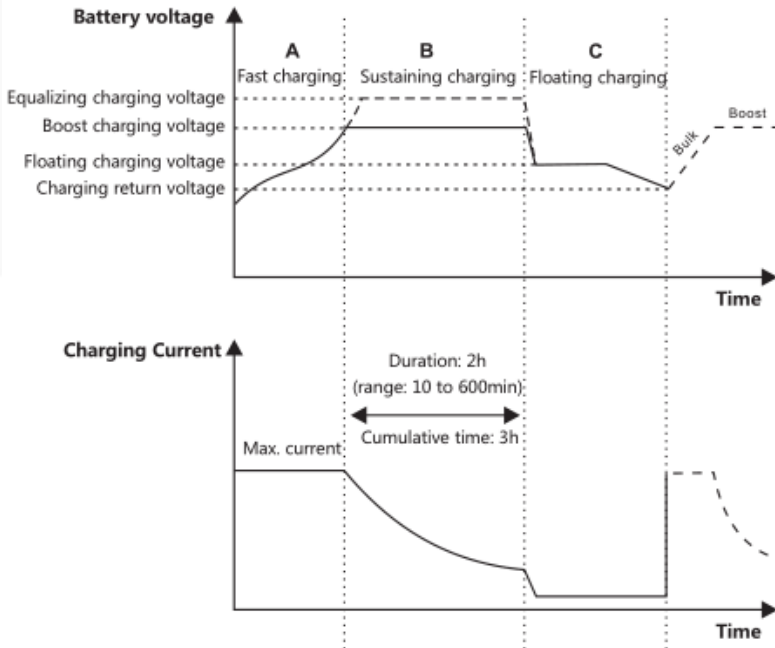 Battery voltage
A
B
C
Fast charging
Sustaining charging
Floating charging
Equalizing charging voltage
Boost charging voltage
Floating charging voltage
Charging return voltage
Bulk
Boost
Time
Charging Current
Duration: 2h
(range: 10 to 600min)
Cumulative time: 3h
Max. current
Time